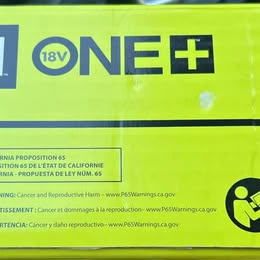 18V ONE+
RNIA PROPOSITION 65
SITION 65 DE L'ÉTAT DE CALIFORNIE
RNIA - PROPUESTA DE LEY NÚM. 65
NING: Cancer and Reproductive Harm – www.P65Warnings.ca.gov
TISSEMENT : Cancer et dommages à la reproduction– www.P65Warnings.ca.gov
RTENCIA: Cáncer y daño reproductivo– www.P65Warnings.ca.gov